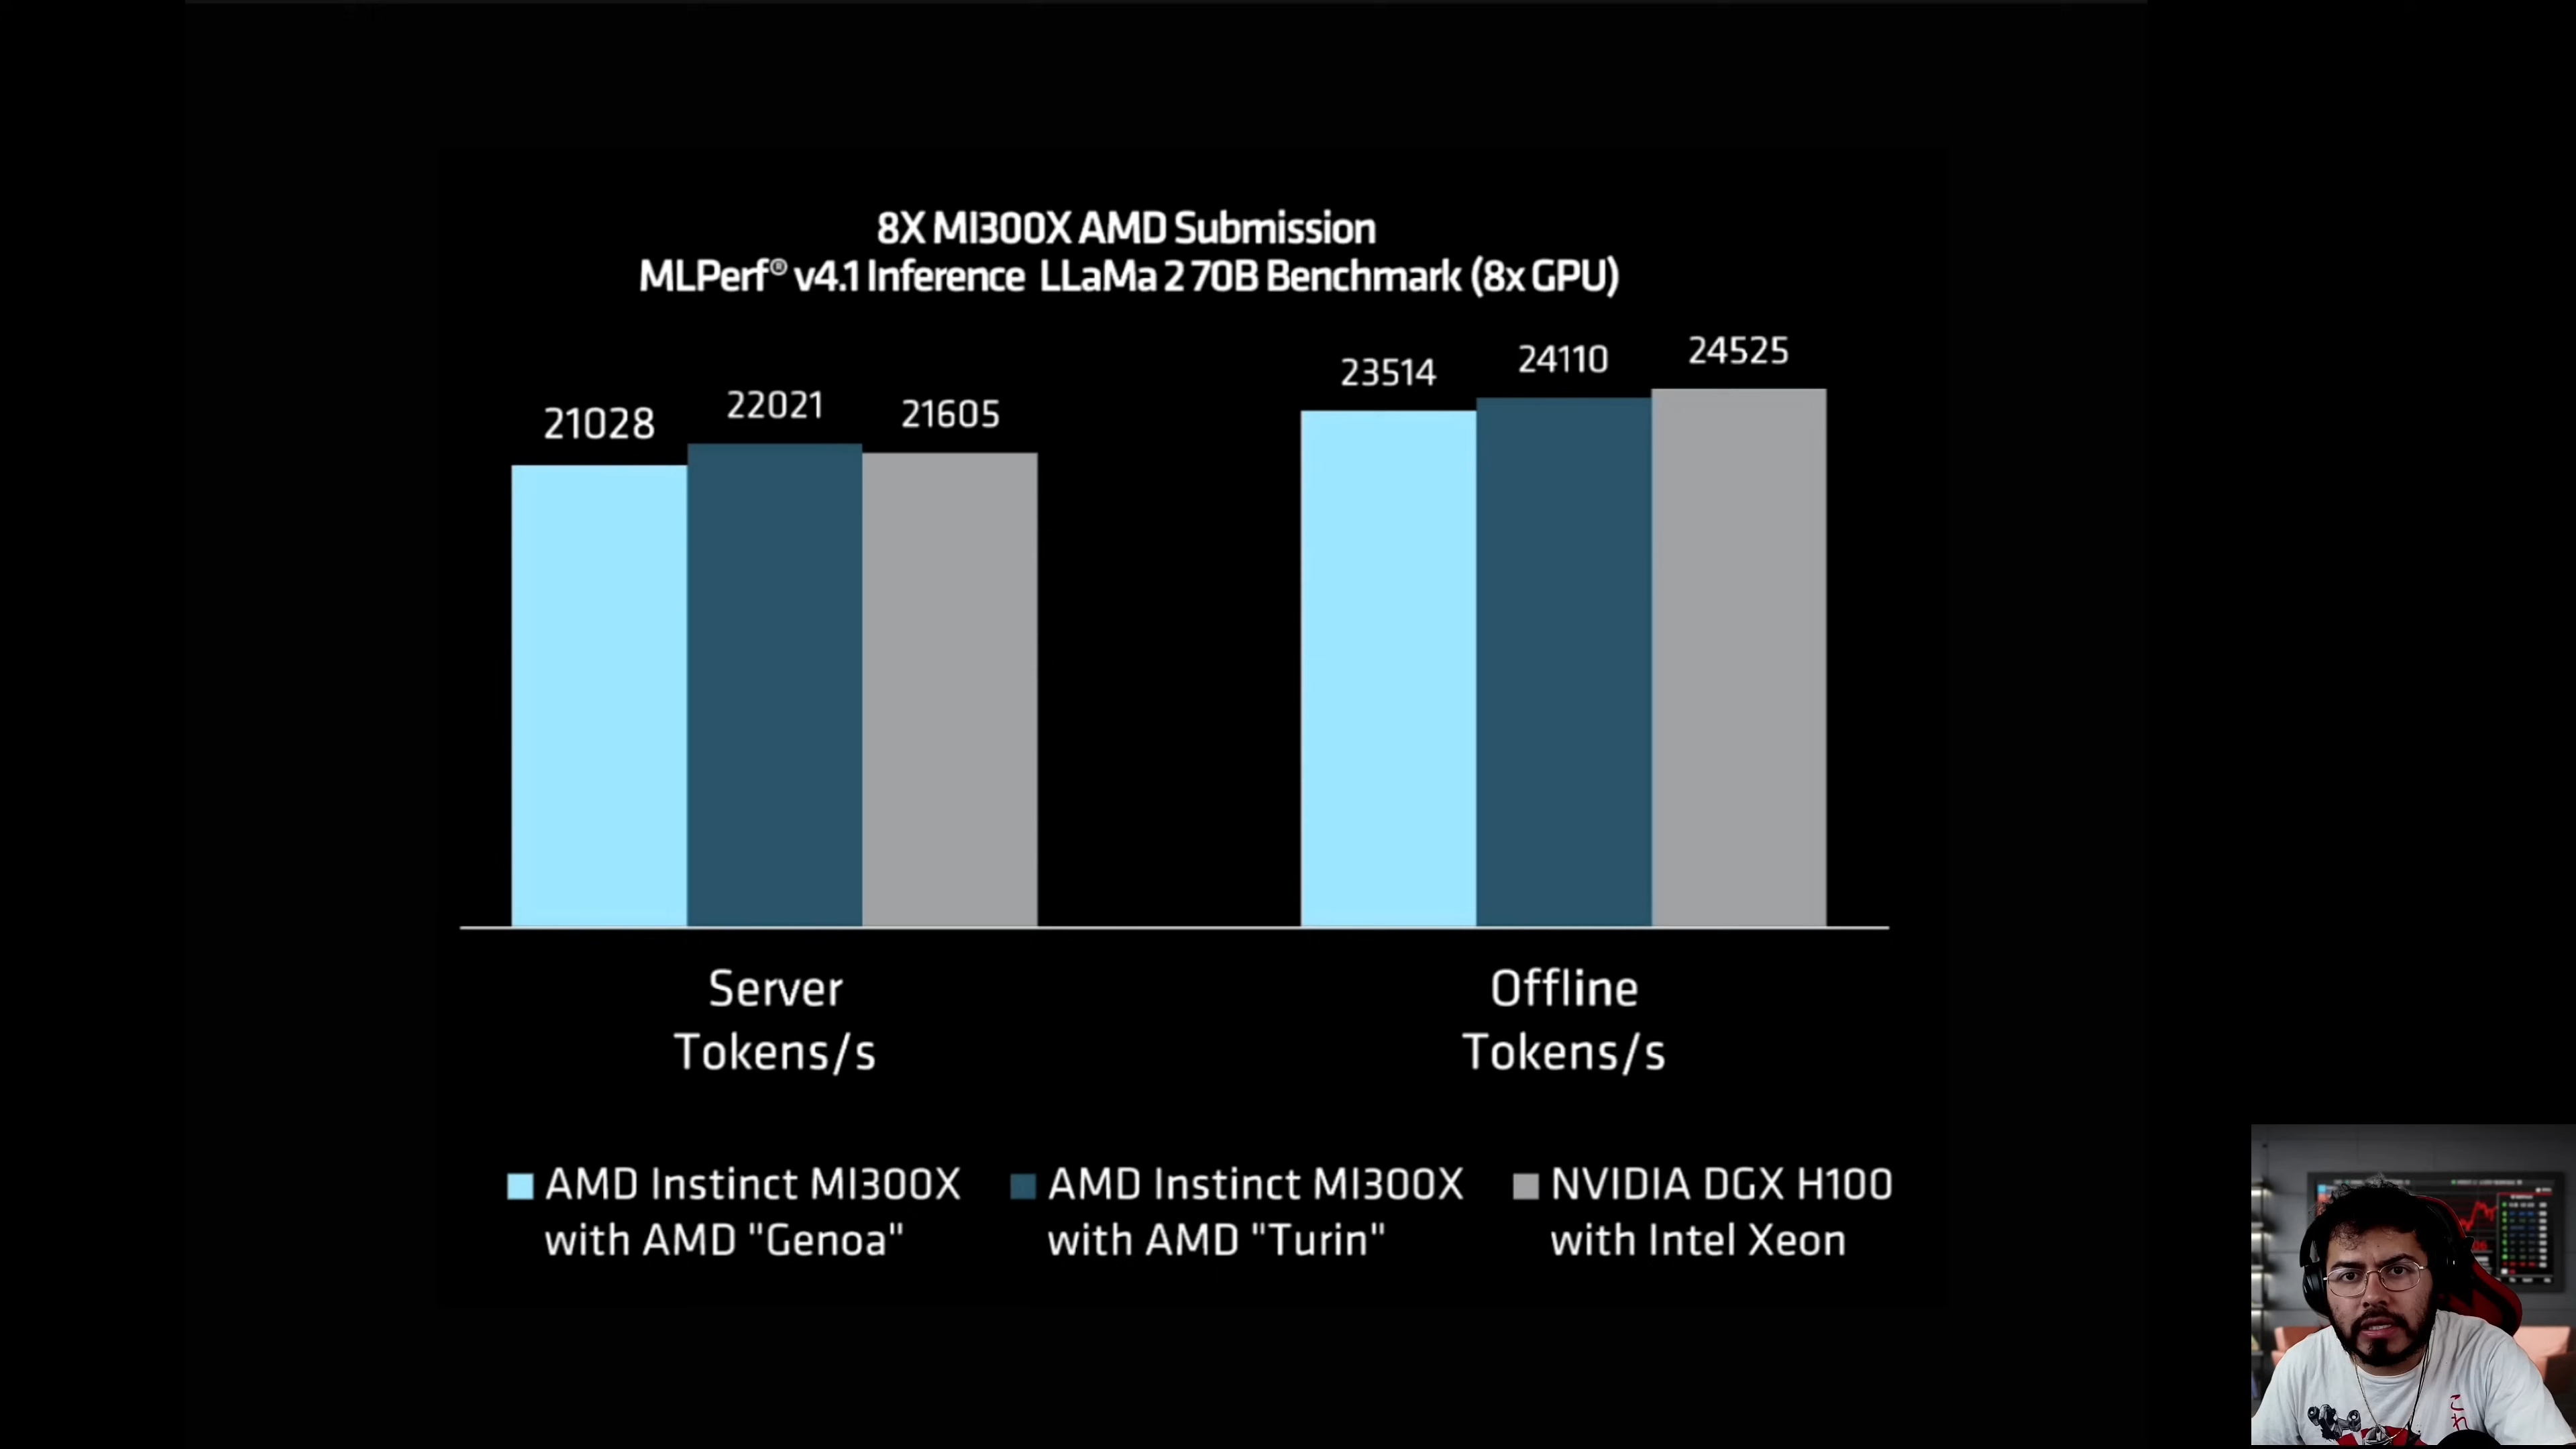 8X MI300X AMD Submission
MLPerf® v4.1 Inference LLaMa 2 70B Benchmark (8x GPU)
21028
22021
21605
23514
24110
24525
Server
Tokens/s
Offline
Tokens/s
AMD Instinct MI300X
with AMD "Genoa"
AMD Instinct MI300X
with AMD "Turin"
NVIDIA DGX H100
with Intel Xeon
これ